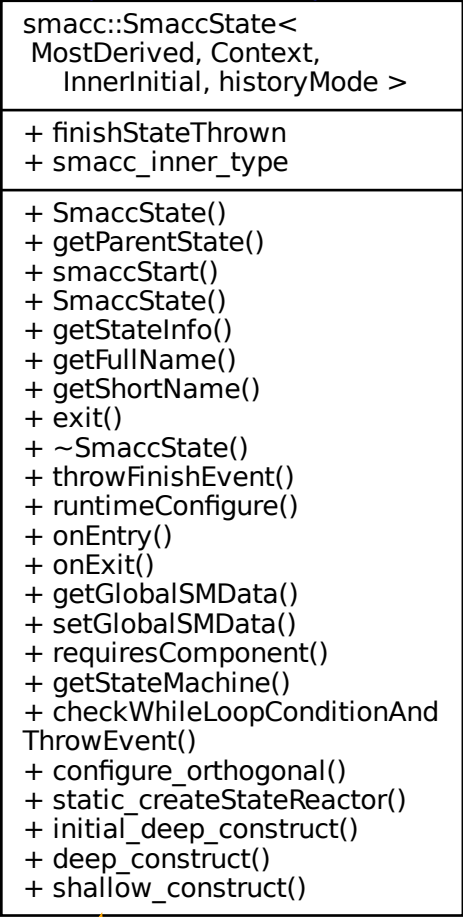 smacc::SmaccState<
MostDerived, Context,
InnerInitial, historyMode >
+ finishStateThrown
+ smacc_inner_type
+ SmaccState()
+ getParentState()
+ smaccStart()
+ SmaccState()
+ getStateInfo()
+ getFullName()
+ getShortName()
+ exit()
+ ~SmaccState()
+ throwFinishEvent()
+ runtimeConfigure()
+ onEntry()
+ onExit()
+ getGlobalSMData()
+ setGlobalSMData()
+ requiresComponent()
+ getStateMachine()
+ checkWhileLoopConditionAnd
ThrowEvent()
+ configure_orthogonal()
+ static_createStateReactor()
+ initial_deep_construct()
+ deep_construct()
+ shallow_construct()